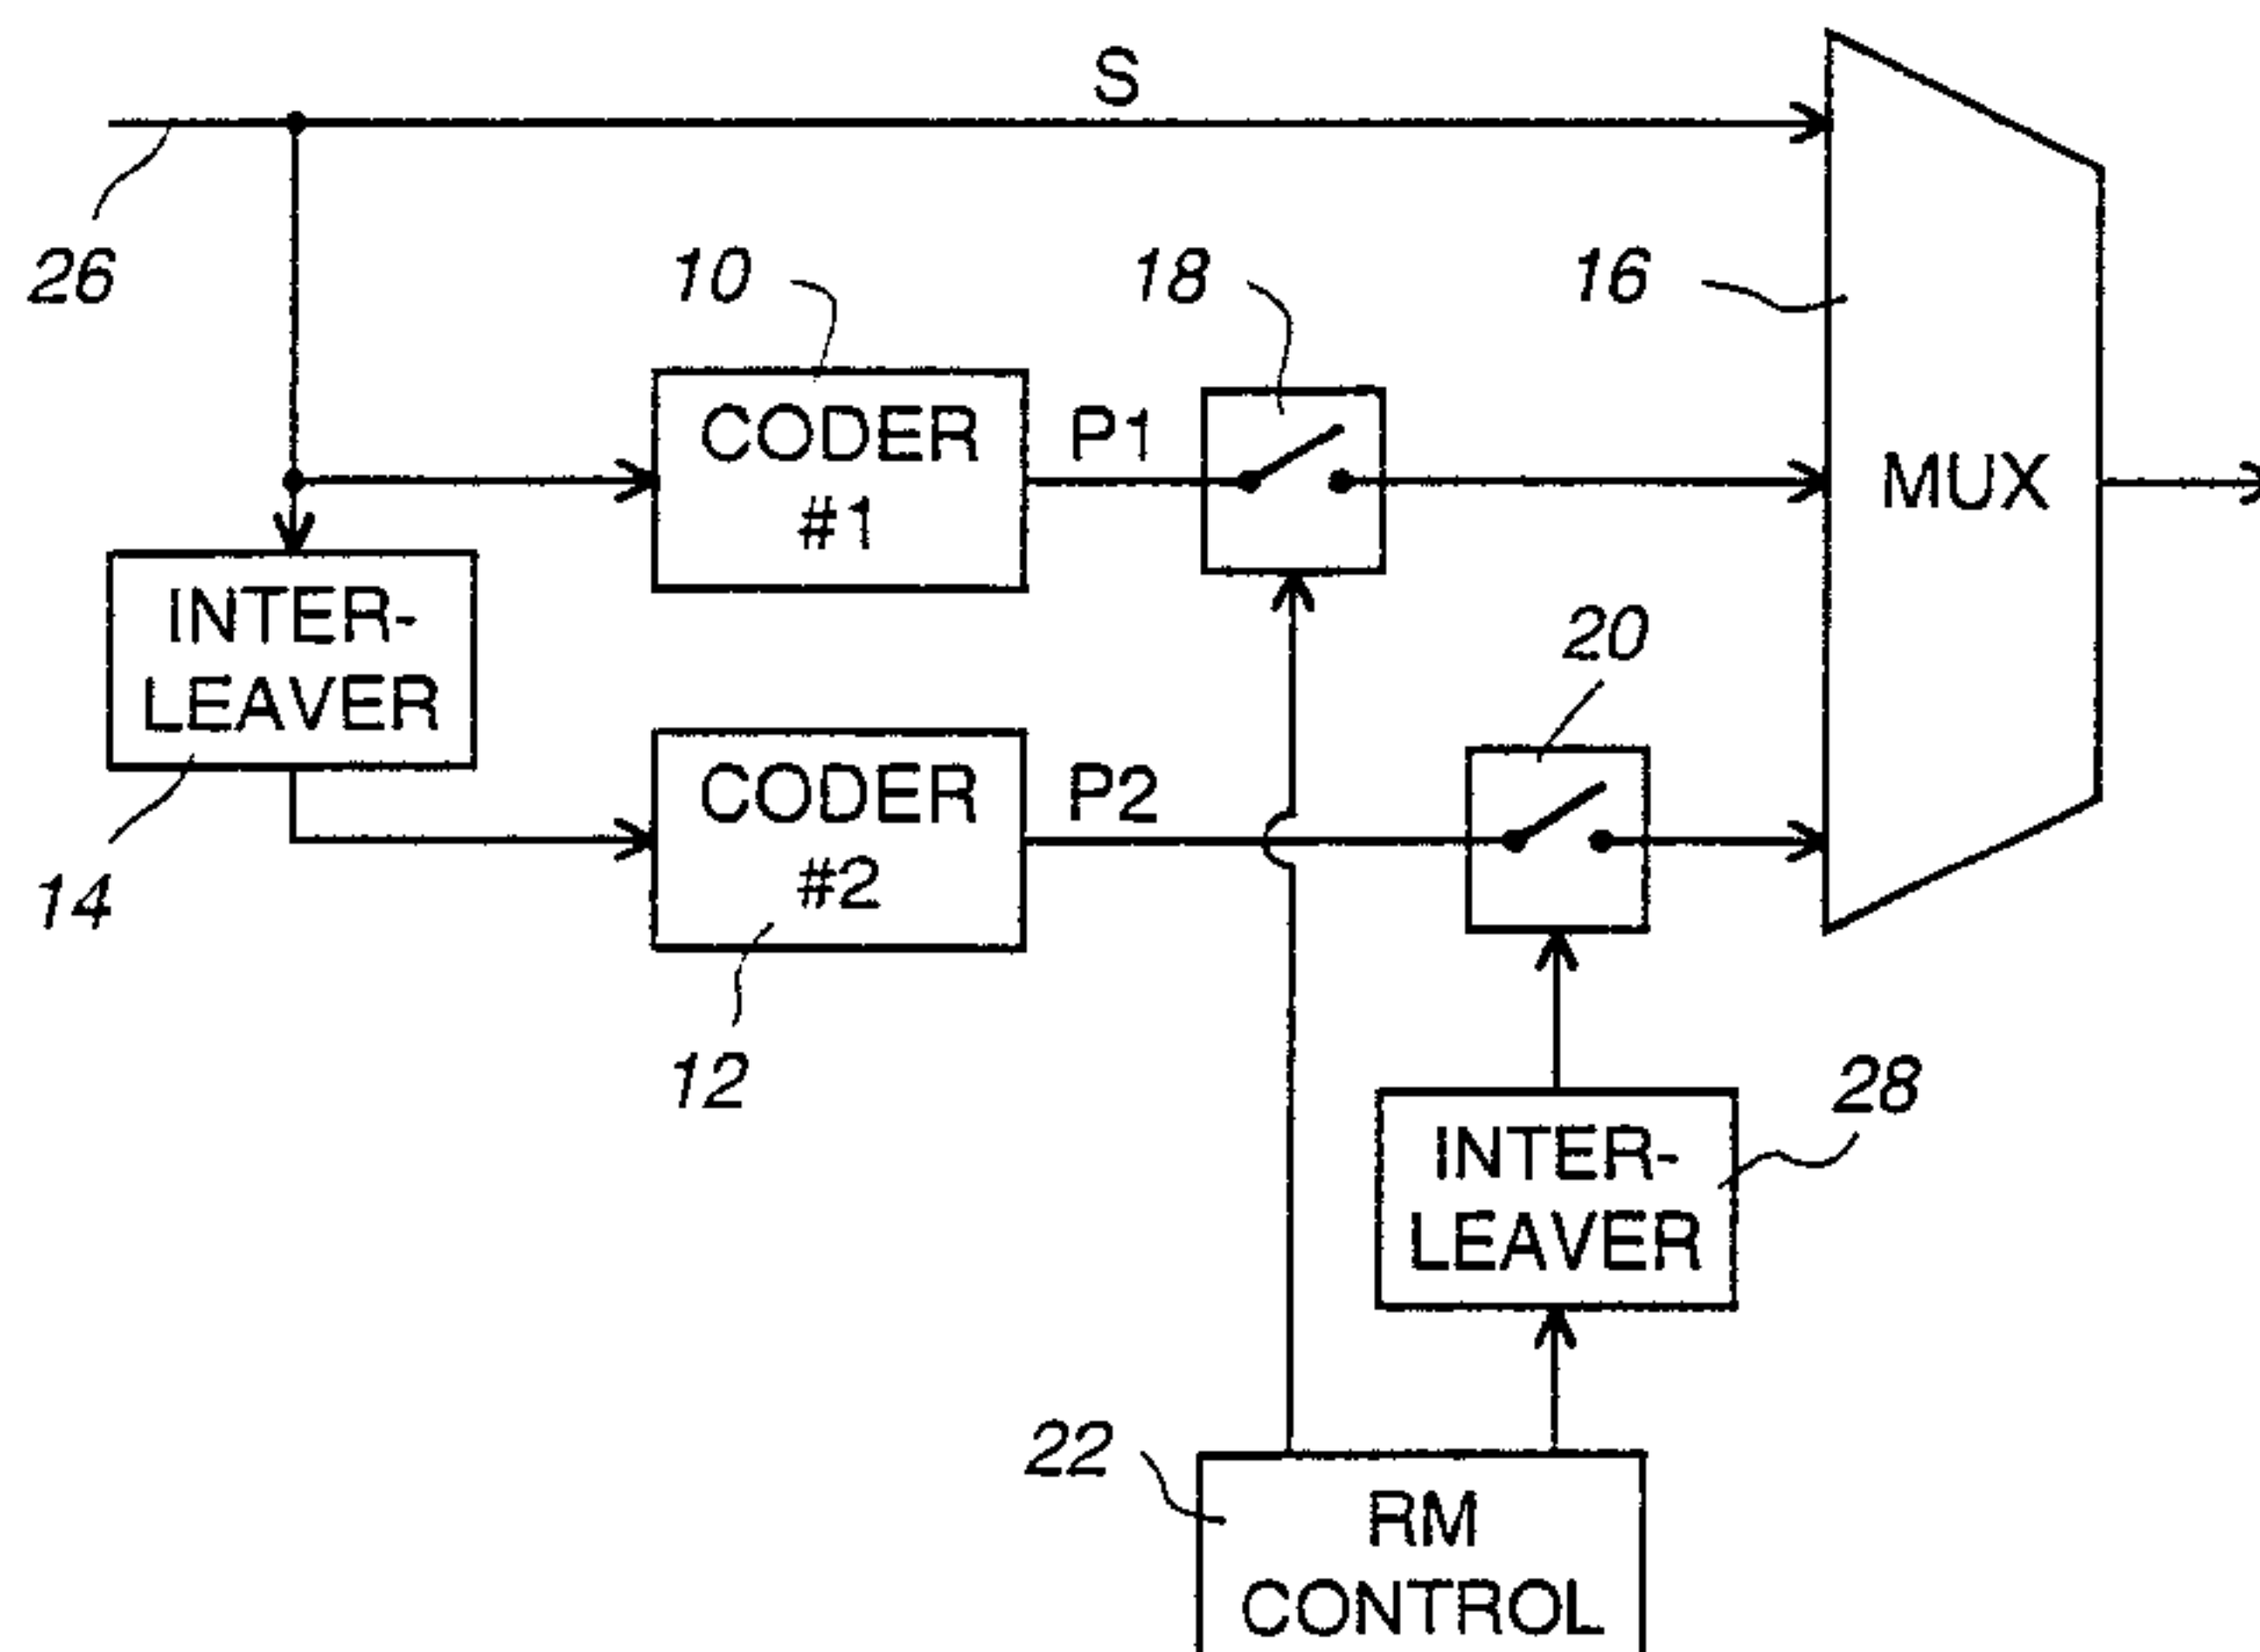 S
26
10
18
16
CODER
#1
P1
MUX
INTER-
LEAVER
14
20
CODER
#2
P2
12
28
INTER-
LEAVER
22
RM
CONTROL